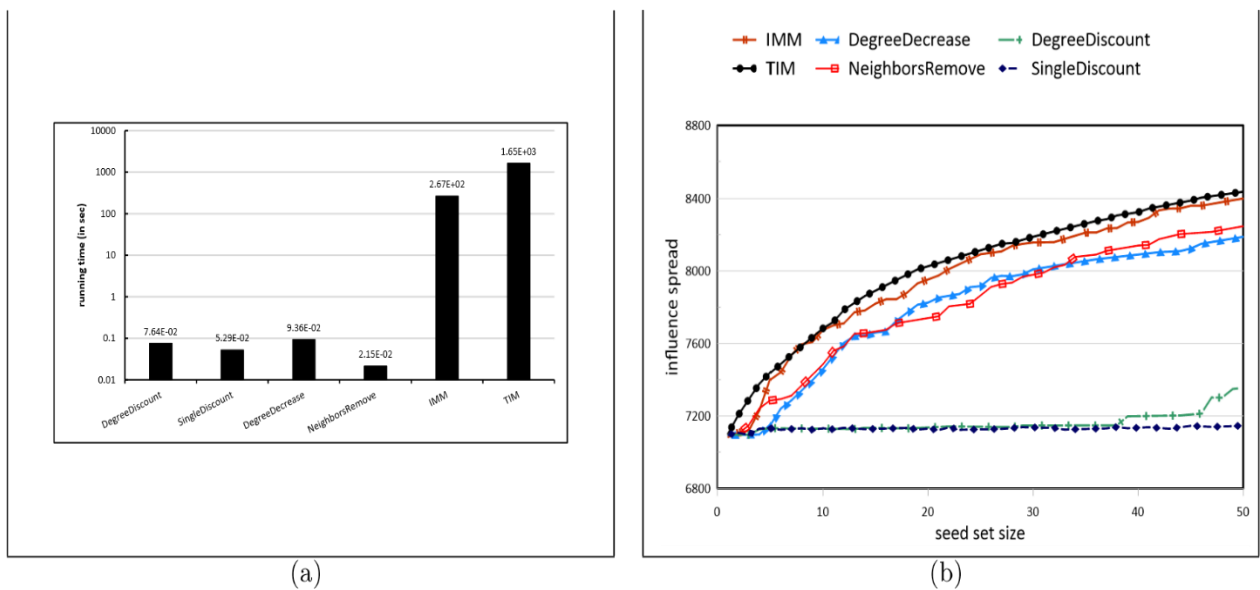 10000
1000
100
10
1
0.1
0.01
running time (in sec)
7.64E-02
5.29E-02
9.36E-02
2.15E-02
2.67E+02
1.65E+03
DegreeDiscount
SingleDiscount
DegreeDecrease
NeighborsRemove
IMM
TIM
(a)
IMM DegreeDecrease DegreeDiscount
TIM NeighborsRemove SingleDiscount
8800
8400
8000
7600
7200
6800
influence spread
0 10 20 30 40 50
seed set size
(b)